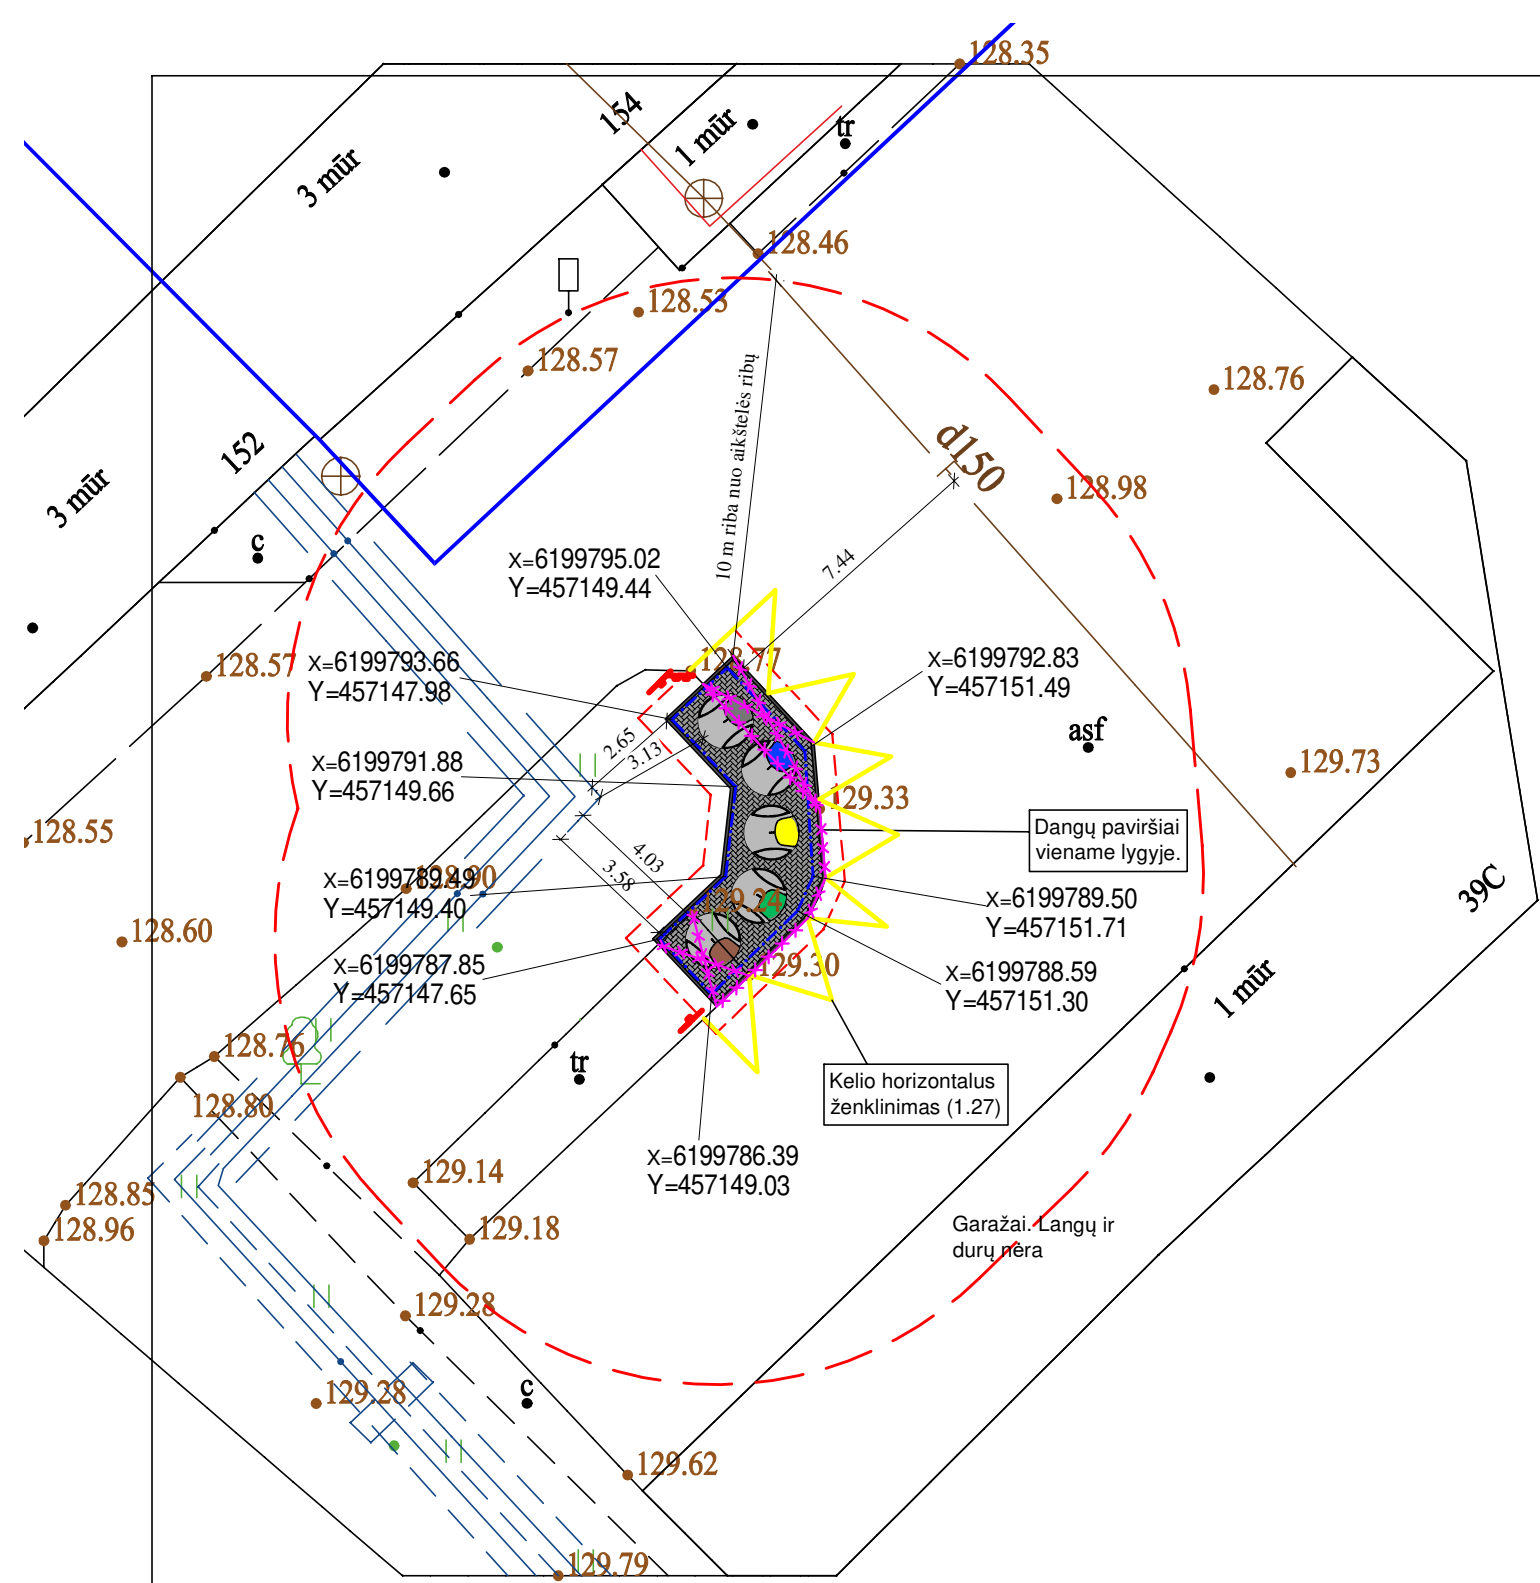 128.35
154
1 mūr
tr
3 mūr
128.46
128.53
128.57
10 m riba nuo aikštelės ribų
128.76
152
d150
3 mūr
128.98
c
7.44
X=6199795.02
Y=457149.44
128.57
X=6199793.66
Y=457147.98
128.77
X=6199792.83
Y=457151.49
asf
2.65
3.13
129.73
X=6199791.88
Y=457149.66
129.33
128.55
Dangų paviršiai
viename lygyje.
4.03
3.58
X=6199789.49
Y=457149.40
128.90
129.24
39C
X=6199789.50
Y=457151.71
128.60
X=6199787.85
Y=457147.65
129.30
X=6199788.59
Y=457151.30
1 mūr
128.76
tr
128.80
Kelio horizontalus
ženklinimas (1.27)
X=6199786.39
Y=457149.03
129.14
128.85
128.96
129.18
Garažai. Langų ir
durų nėra
129.28
129.28
c
129.62
129.79